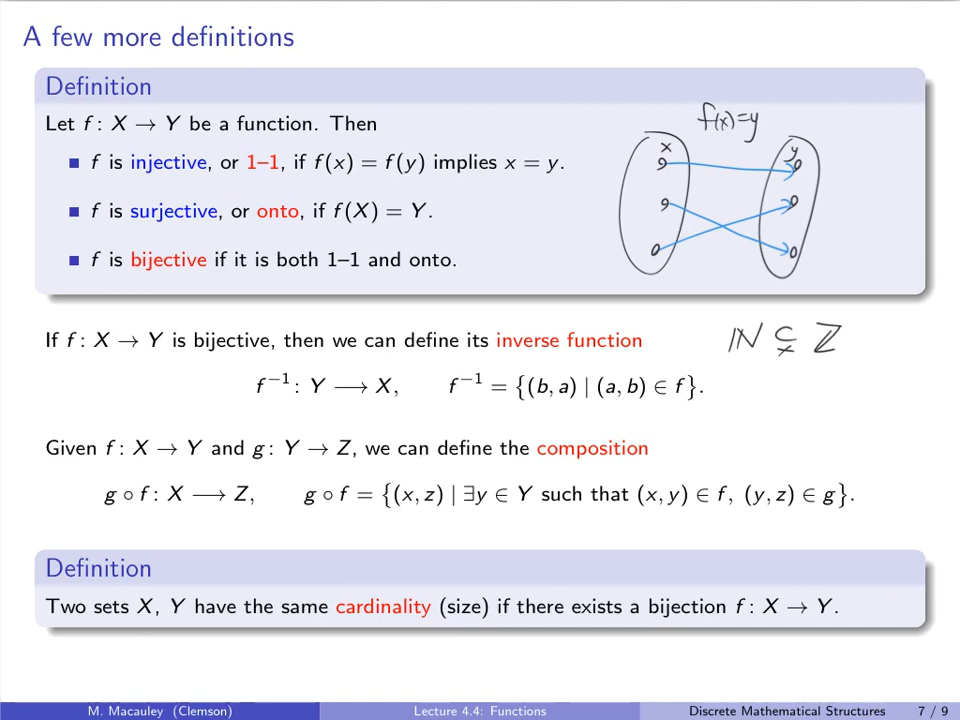 A few more definitions
Definition
Let f : X → Y be a function. Then
f is injective, or 1–1, if f(x) = f(y) implies x = y.
f is surjective, or onto, if f(X) = Y.
f is bijective if it is both 1–1 and onto.
f(x)=y
x
y
If f : X → Y is bijective, then we can define its inverse function
ℕ ⊊ ℤ
f⁻¹ : Y ⟶ X, f⁻¹ = {(b, a) | (a, b) ∈ f}.
Given f : X → Y and g : Y → Z, we can define the composition
g ∘ f : X ⟶ Z, g ∘ f = {(x, z) | ∃y ∈ Y such that (x, y) ∈ f, (y, z) ∈ g}.
Definition
Two sets X, Y have the same cardinality (size) if there exists a bijection f : X → Y.
M. Macauley (Clemson) Lecture 4.4: Functions Discrete Mathematical Structures 7 / 9